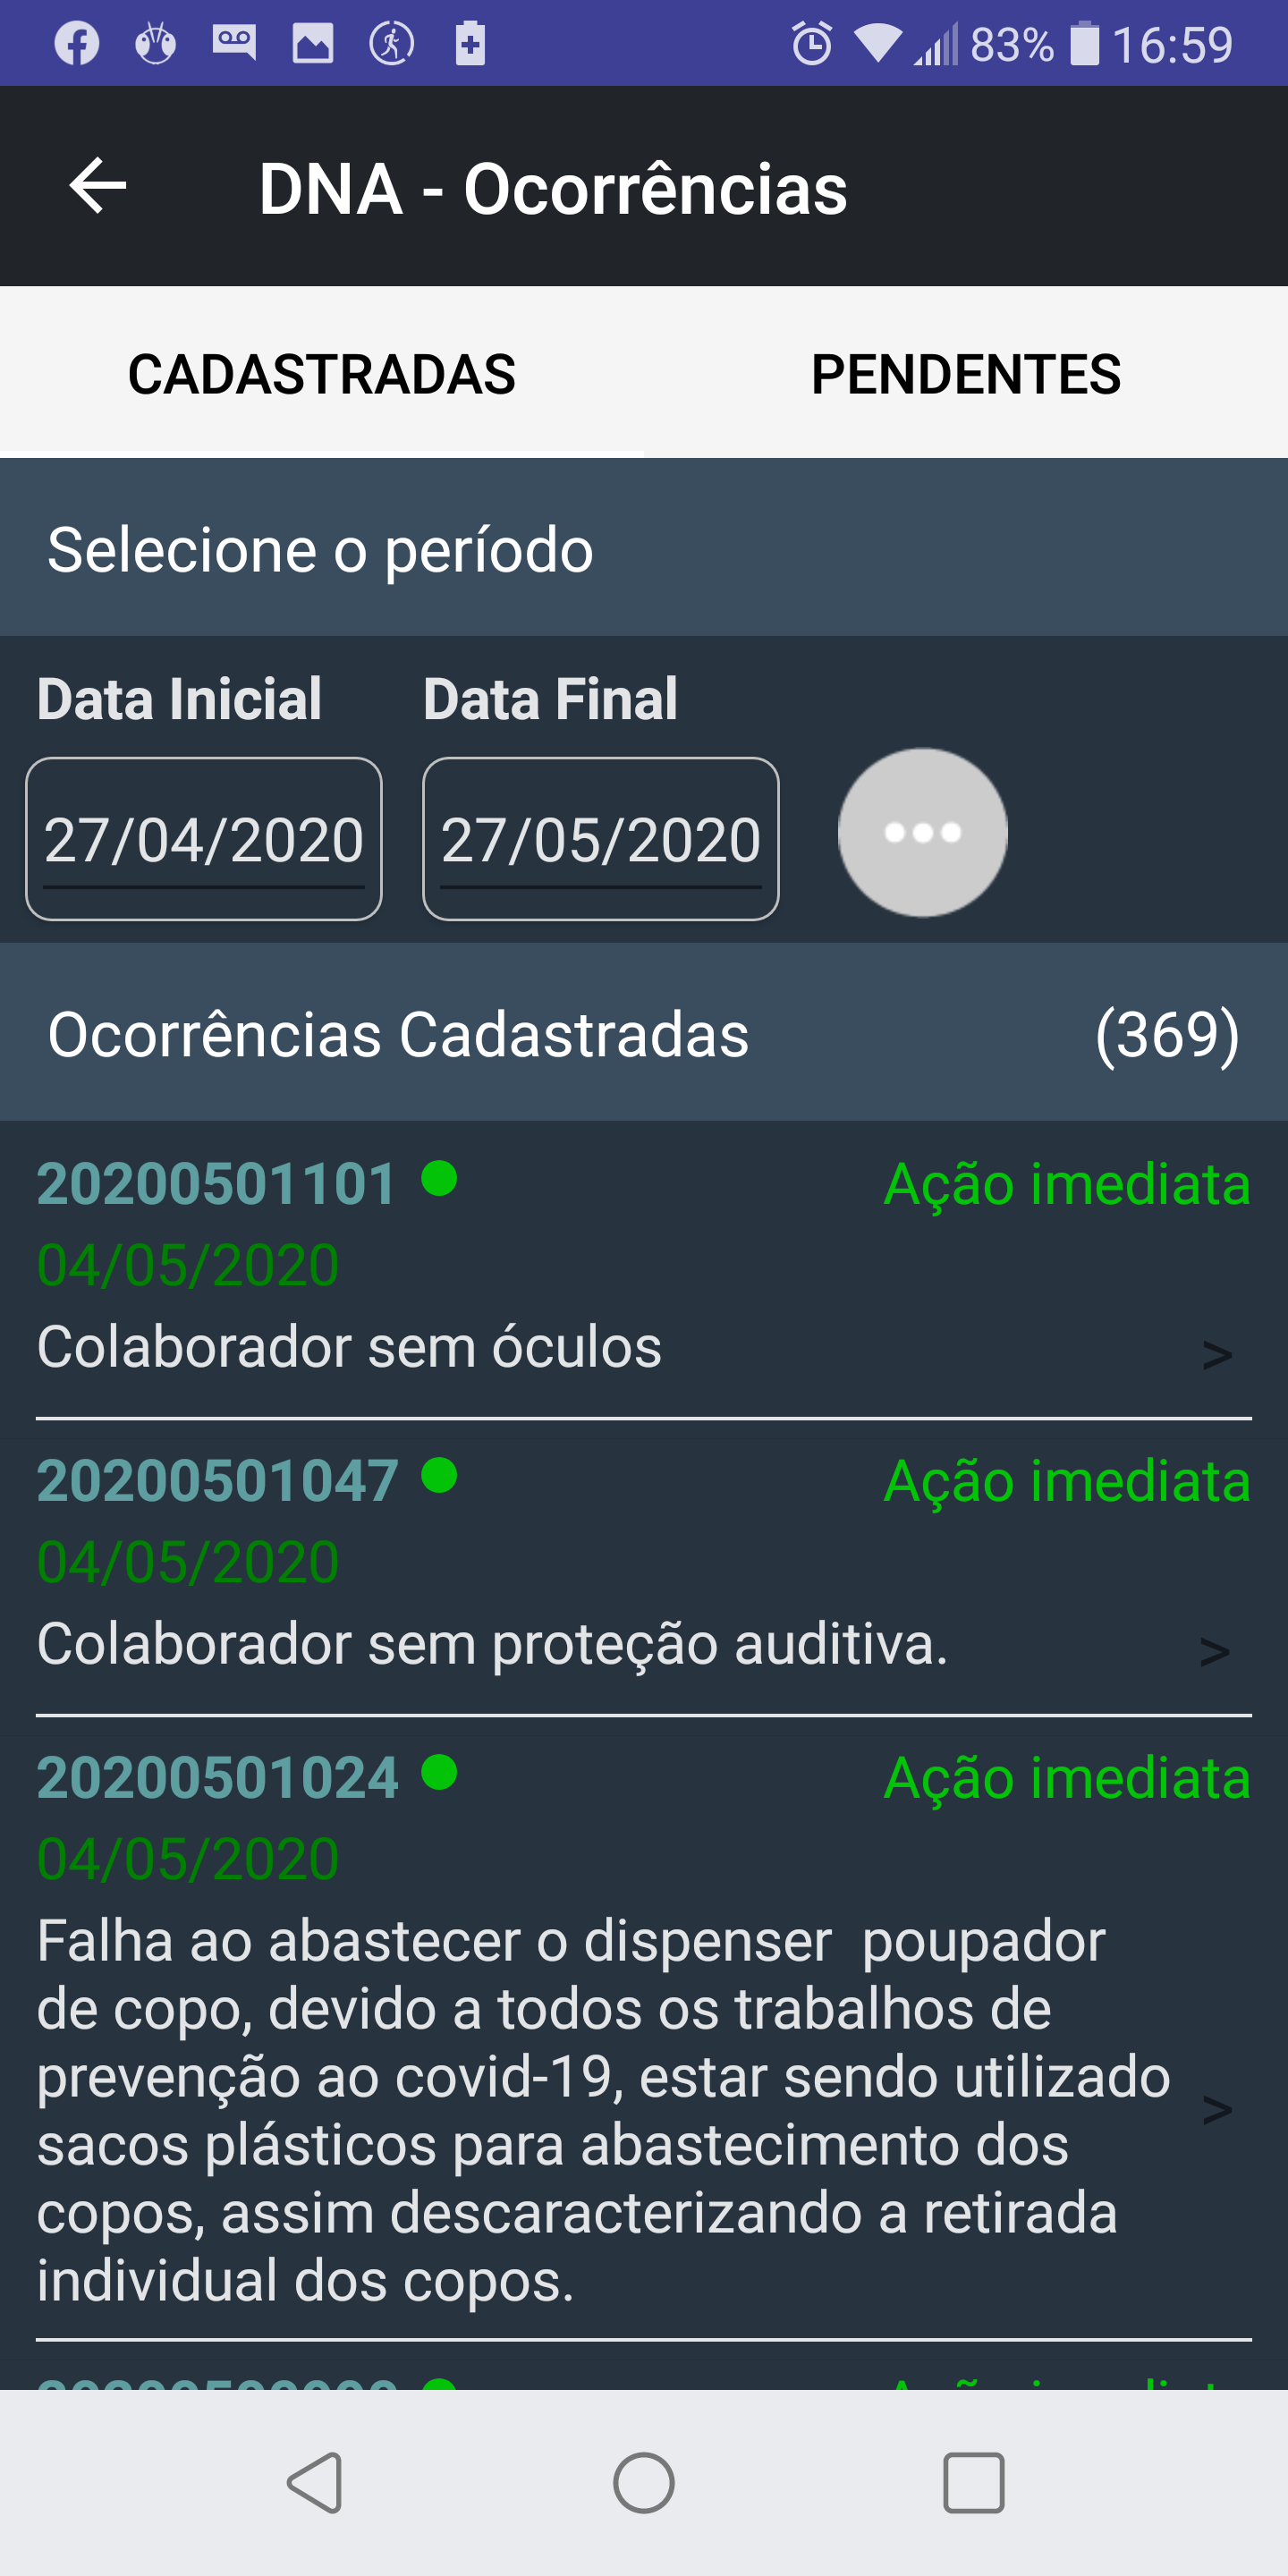 83% 16:59
DNA - Ocorrências
CADASTRADAS PENDENTES
Selecione o período
Data Inicial Data Final
27/04/2020 27/05/2020
Ocorrências Cadastradas (369)
20200501101 Ação imediata
04/05/2020
Colaborador sem óculos >
20200501047 Ação imediata
04/05/2020
Colaborador sem proteção auditiva. >
20200501024 Ação imediata
04/05/2020
Falha ao abastecer o dispenser  poupador
de copo, devido a todos os trabalhos de
prevenção ao covid-19, estar sendo utilizado
sacos plásticos para abastecimento dos
copos, assim descaracterizando a retirada
individual dos copos. >
Ação imediata